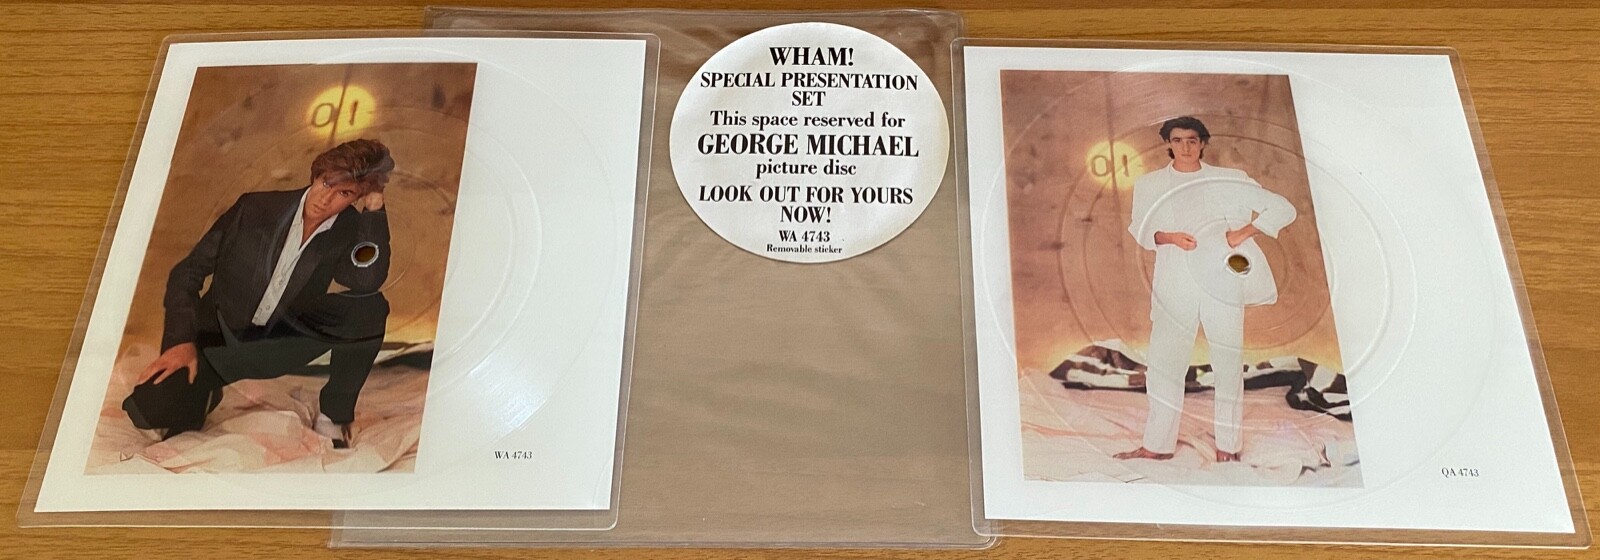 WHAM!
SPECIAL PRESENTATION
SET
This space reserved for
GEORGE MICHAEL
picture disc
LOOK OUT FOR YOURS
NOW!
WA 4743
Removable sticker
01
WA 4743
01
QA 4743